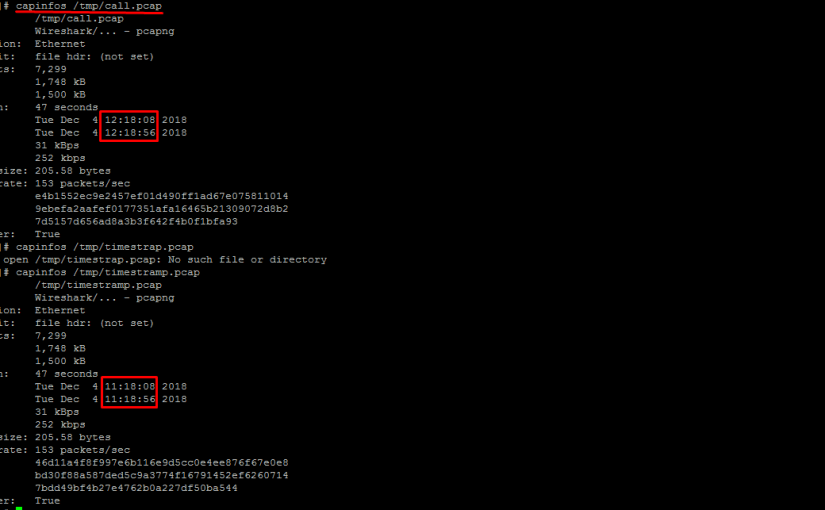 ]# capinfos /tmp/call.pcap
/tmp/call.pcap
Wireshark/... - pcapng
ion: Ethernet
it: file hdr: (not set)
ts: 7,299
1,748 kB
1,500 kB
n: 47 seconds
Tue Dec 4 12:18:08 2018
Tue Dec 4 12:18:56 2018
31 kBps
252 kbps
size: 205.58 bytes
rate: 153 packets/sec
e4b1552ec9e2457ef01d490ff1ad67e075811014
9ebefa2aafef0177351afa16465b21309072d8b2
7d5157d656ad8a3b3f642f4b0f1bfa93
er: True
]# capinfos /tmp/timestrap.pcap
open /tmp/timestrap.pcap: No such file or directory
]# capinfos /tmp/timestramp.pcap
/tmp/timestramp.pcap
Wireshark/... - pcapng
ion: Ethernet
it: file hdr: (not set)
ts: 7,299
1,748 kB
1,500 kB
n: 47 seconds
Tue Dec 4 11:18:08 2018
Tue Dec 4 11:18:56 2018
31 kBps
252 kbps
size: 205.58 bytes
rate: 153 packets/sec
46d11a4f8f997e6b116e9d5cc0e4ee876f67e0e8
bd30f88a587ded5c9a3774f16791452ef6260714
7bdd49bf4b27e4762b0a227df50ba544
er: True